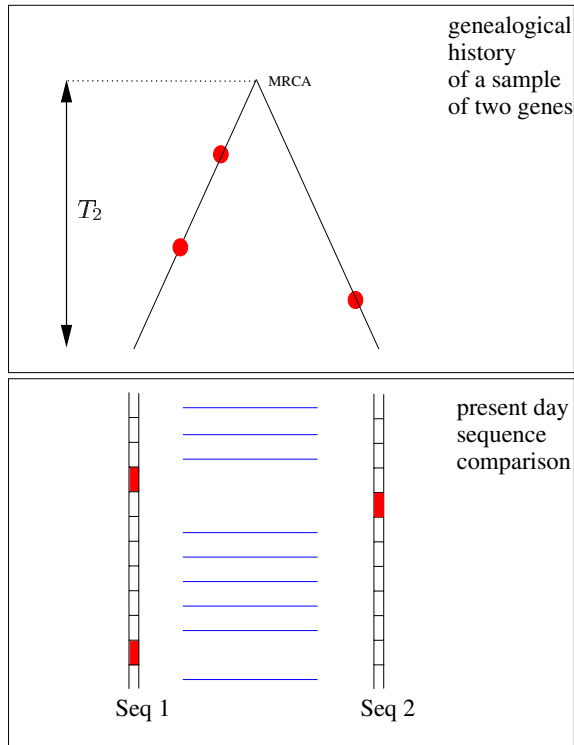 genealogical
history
of a sample
of two genes
MRCA
T₂
present day
sequence
comparison
Seq 1
Seq 2